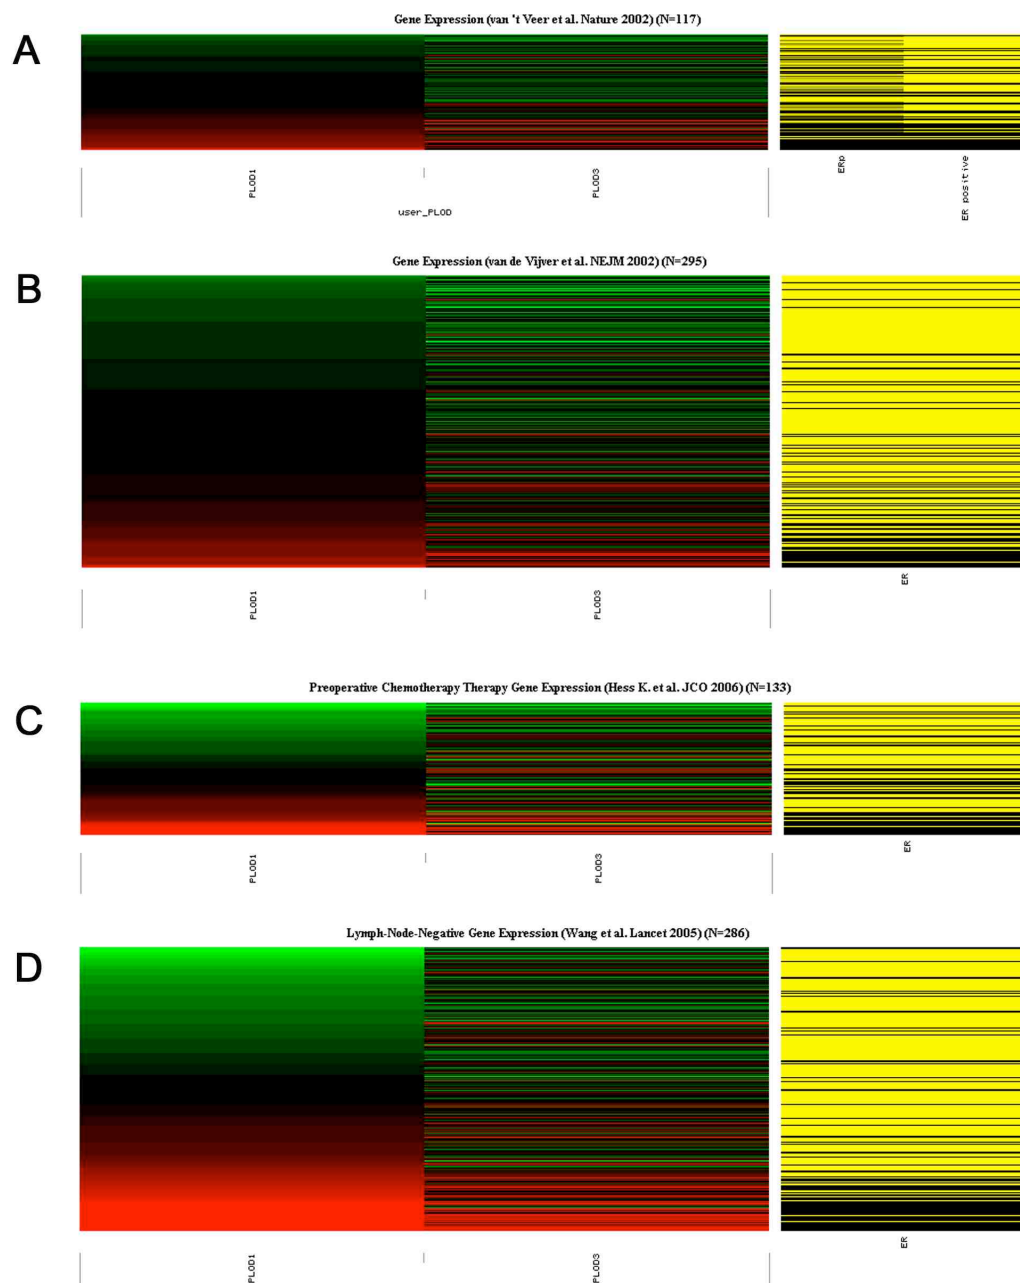 A
Gene Expression (van 't Veer et al. Nature 2002) (N=117)
PLOD1
PLOD3
user_PLOD
ERp
ER positive
B
Gene Expression (van de Vijver et al. NEJM 2002) (N=295)
PLOD1
PLOD3
ER
C
Preoperative Chemotherapy Therapy Gene Expression (Hess K. et al. JCO 2006) (N=133)
PLOD1
PLOD3
ER
D
Lymph-Node-Negative Gene Expression (Wang et al. Lancet 2005) (N=286)
PLOD1
PLOD3
ER